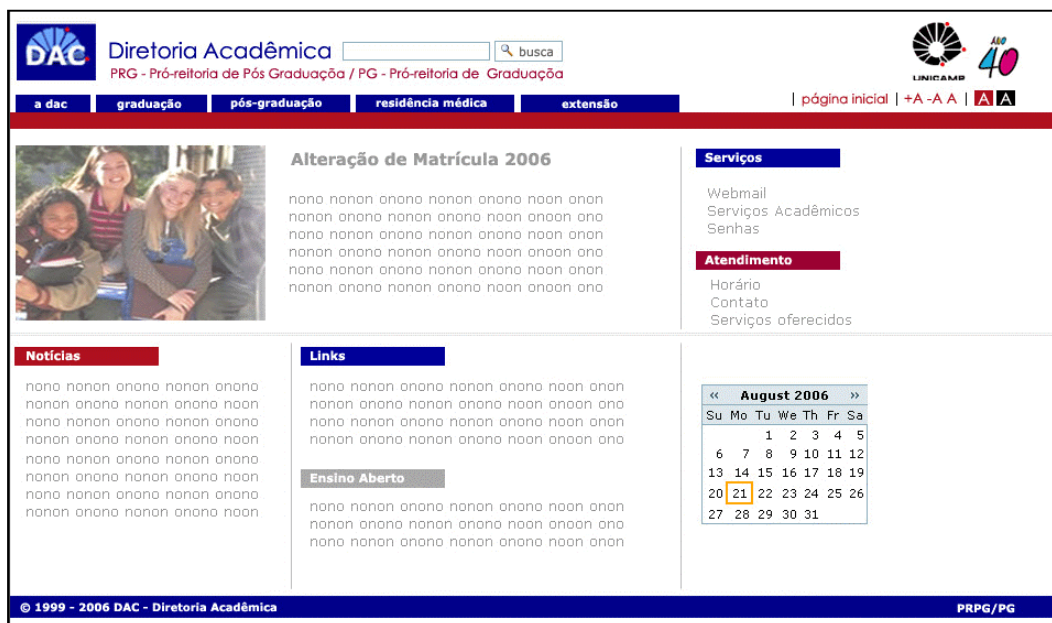 DAC
Diretoria Acadêmica
busca
PRG - Pró-reitoria de Pós Graduação / PG - Pró-reitoria de Graduação
UNICAMP
ANO 40
a dac
graduação
pós-graduação
residência médica
extensão
| página inicial | +A -A A | A A
Alteração de Matrícula 2006
nono nonon onono nonon onono noon onon
nonon onono nonon onono noon onoon ono
nono nonon onono nonon onono noon onon
nonon onono nonon onono noon onoon ono
nono nonon onono nonon onono noon onon
nonon onono nonon onono noon onoon ono
Serviços
Webmail
Serviços Acadêmicos
Senhas
Atendimento
Horário
Contato
Serviços oferecidos
Notícias
nono nonon onono nonon onono
nonon onono nonon onono noon
nono nonon onono nonon onono
nonon onono nonon onono noon
nono nonon onono nonon onono
nonon onono nonon onono noon
nono nonon onono nonon onono
nonon onono nonon onono noon
Links
nono nonon onono nonon onono noon onon
nonon onono nonon onono noon onoon ono
nono nonon onono nonon onono noon onon
nonon onono nonon onono noon onoon ono
Ensino Aberto
nono nonon onono nonon onono noon onon
nonon onono nonon onono noon onoon ono
nono nonon onono nonon onono noon onon
« August 2006 »
Su Mo Tu We Th Fr Sa
1 2 3 4 5
6 7 8 9 10 11 12
13 14 15 16 17 18 19
20 21 22 23 24 25 26
27 28 29 30 31
© 1999 - 2006 DAC - Diretoria Acadêmica
PRPG/PG